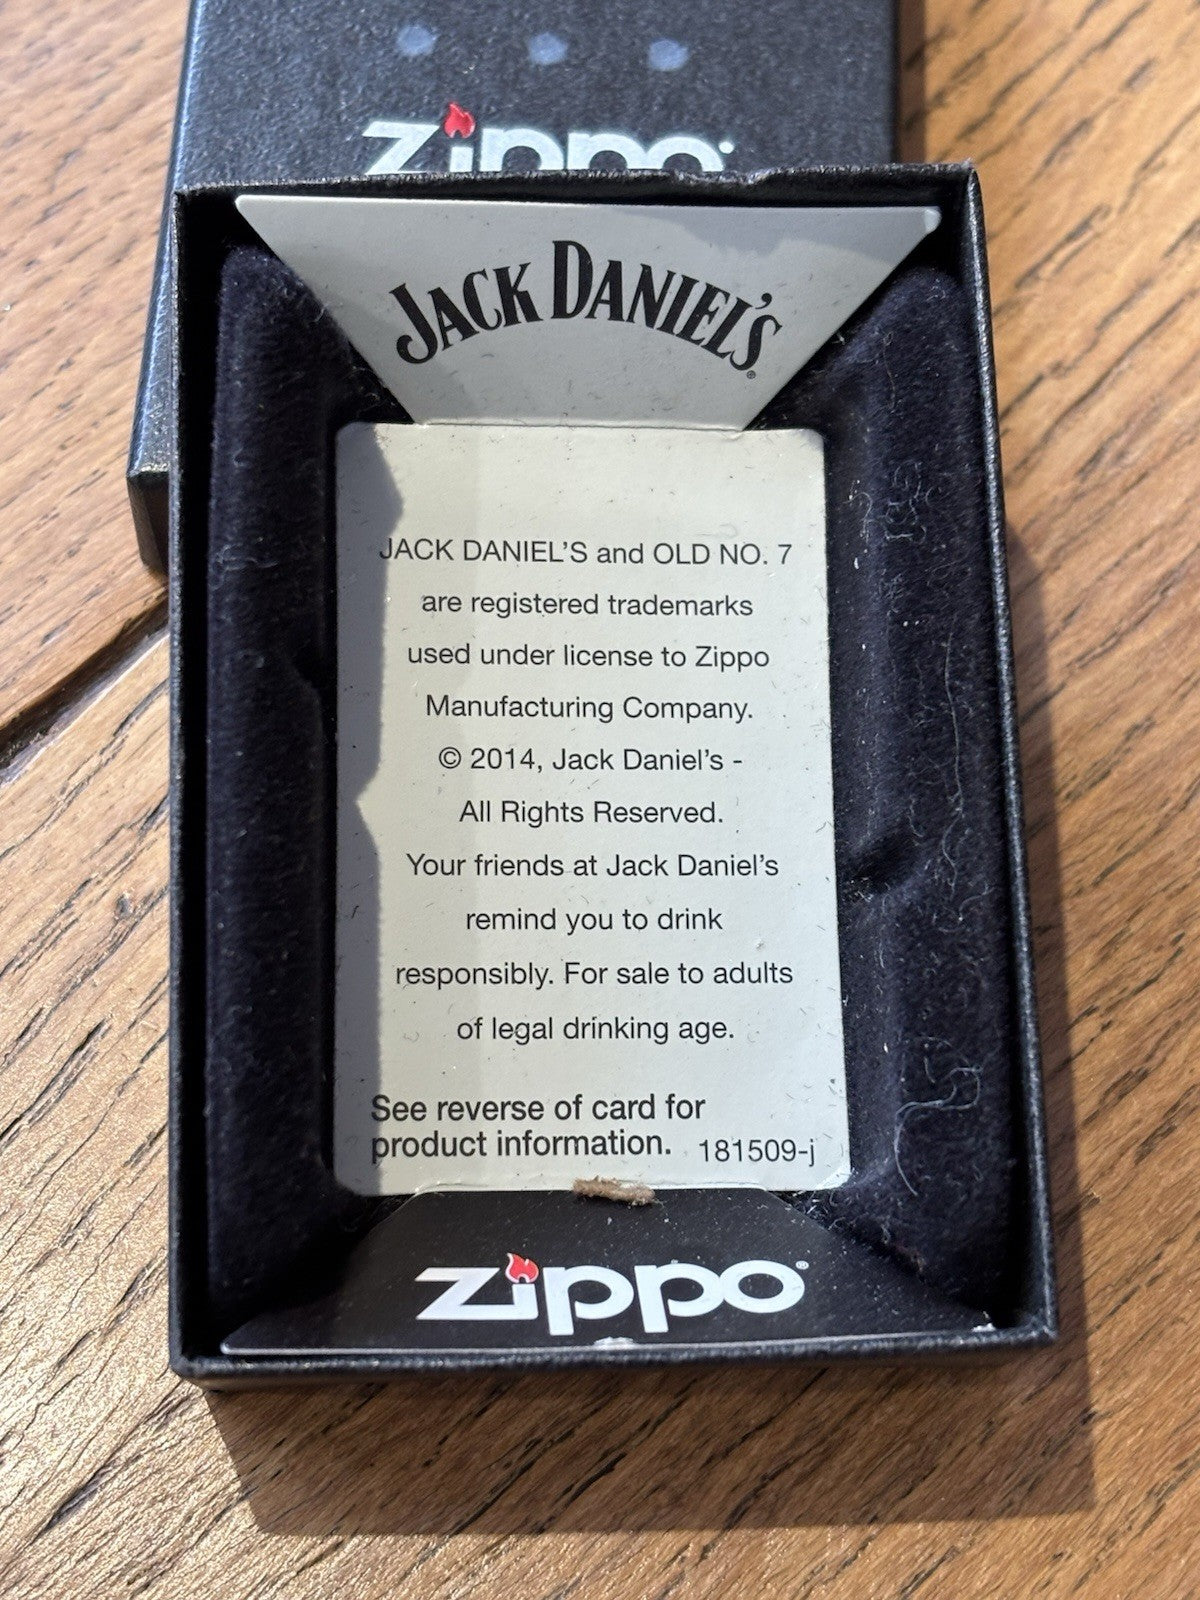 Zippo
JACK DANIEL'S®
JACK DANIEL'S and OLD NO. 7
are registered trademarks
used under license to Zippo
Manufacturing Company.
© 2014, Jack Daniel's -
All Rights Reserved.
Your friends at Jack Daniel's
remind you to drink
responsibly. For sale to adults
of legal drinking age.
See reverse of card for
product information. 181509-j
zippo®